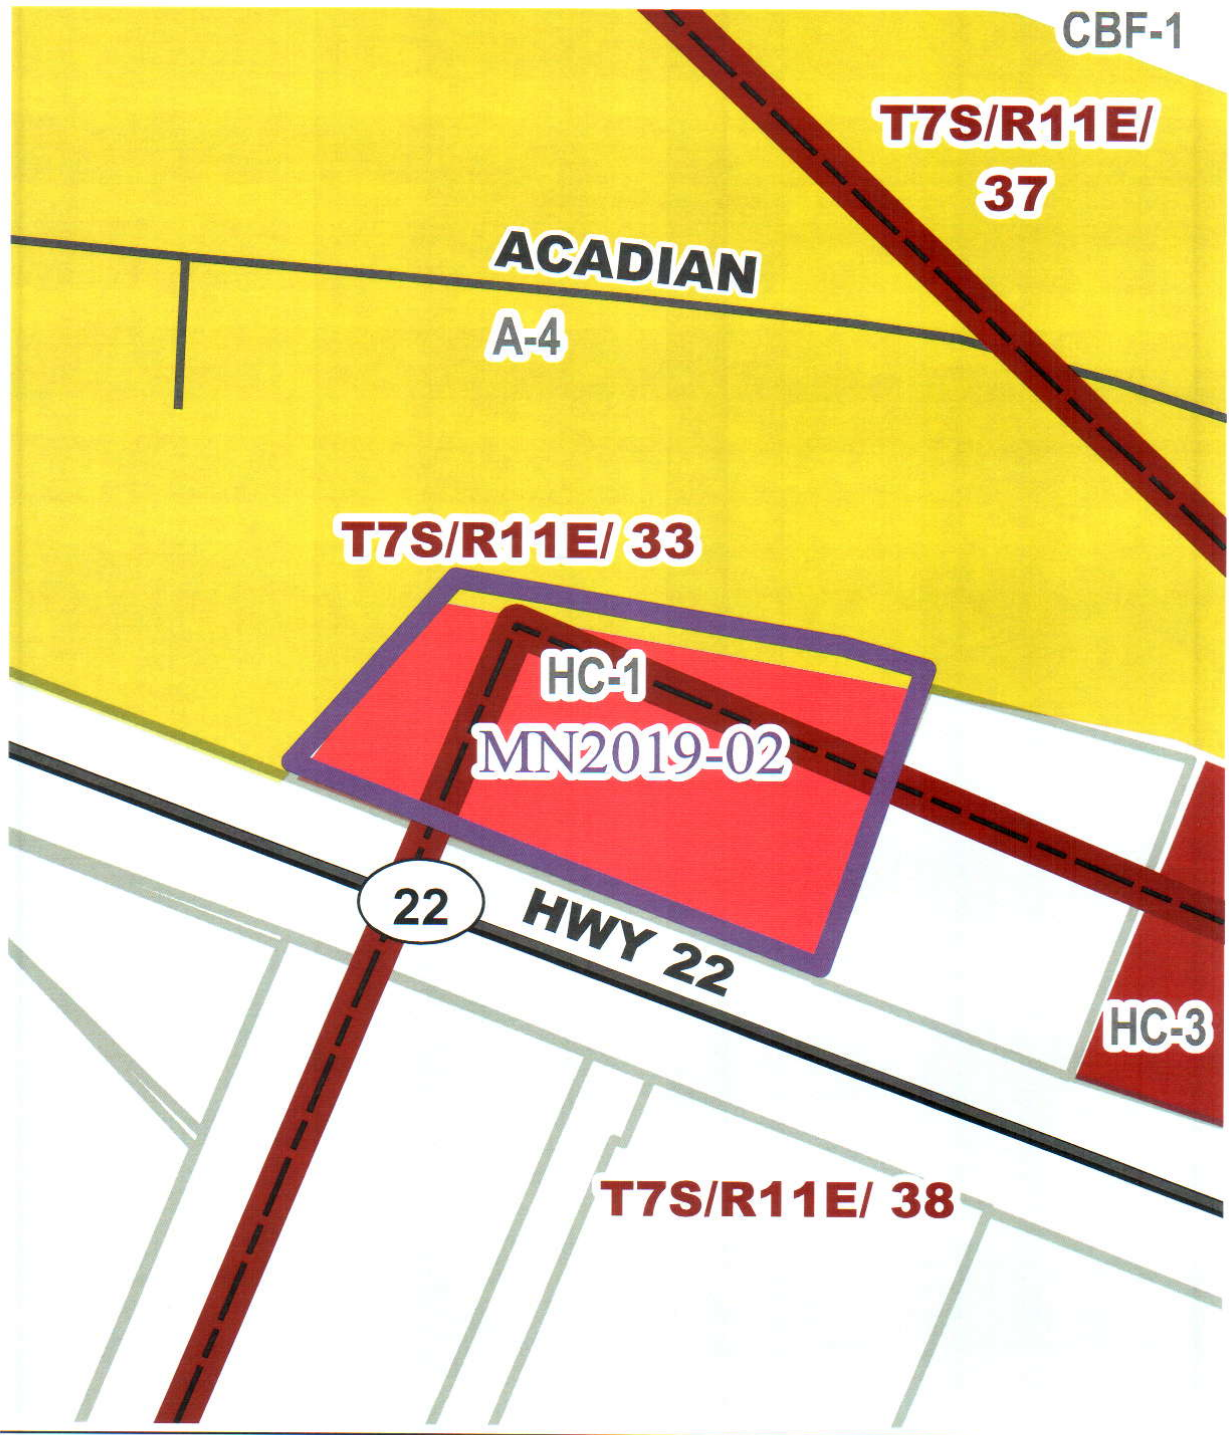 CBF-1
T7S/R11E/
37
ACADIAN
A-4
T7S/R11E/ 33
HC-1
MN2019-02
22
HWY 22
HC-3
T7S/R11E/ 38